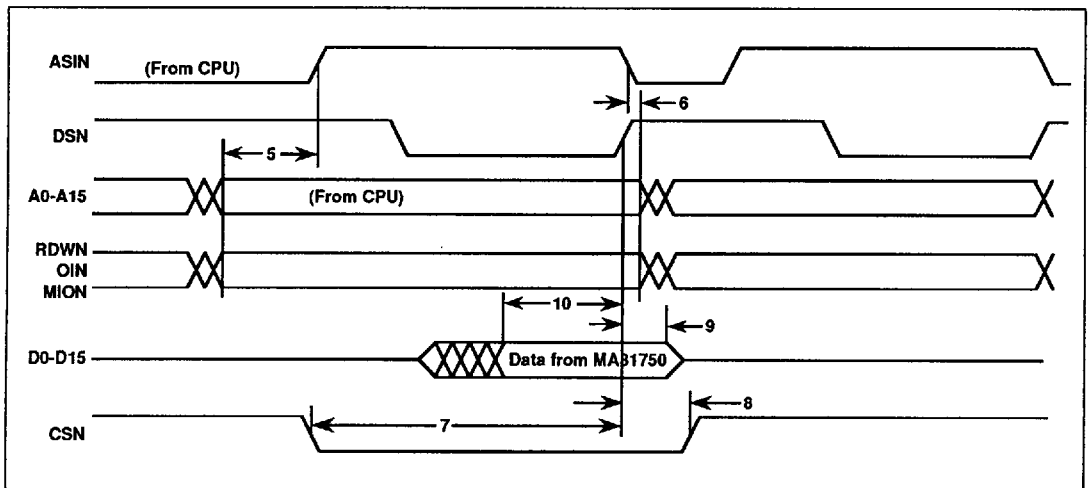 ASIN
(From CPU)
6
DSN
5
A0-A15
(From CPU)
RDWN
OIN
MION
10
9
D0-D15
Data from MA31750
8
CSN
7